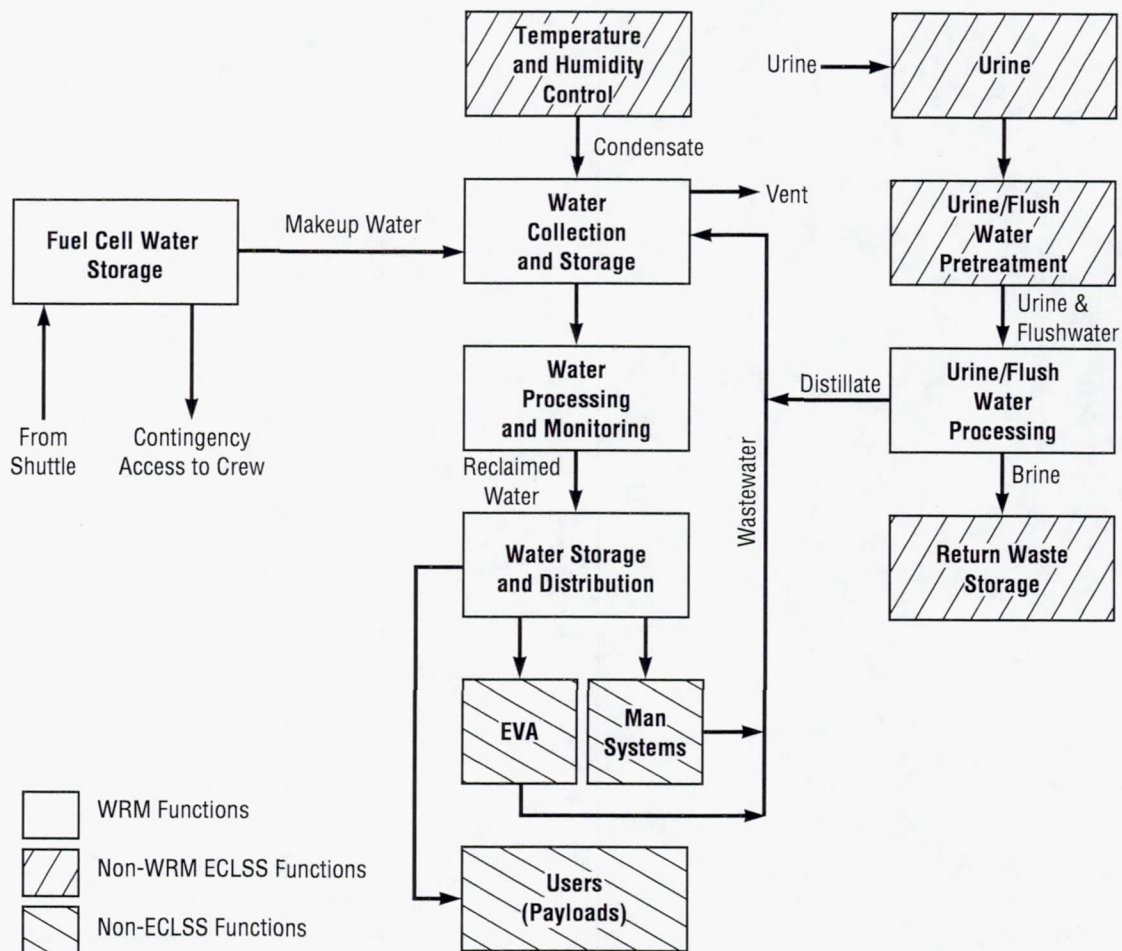 Temperature
and Humidity
Control
Urine
Urine
Condensate
Water
Collection
and Storage
Vent
Urine/Flush
Water
Pretreatment
Fuel Cell Water
Storage
Makeup Water
Urine &
Flushwater
Water
Processing
and Monitoring
Distillate
Urine/Flush
Water
Processing
From
Shuttle
Contingency
Access to Crew
Reclaimed
Water
Wastewater
Brine
Water Storage
and Distribution
Return Waste
Storage
EVA
Man
Systems
WRM Functions
Non-WRM ECLSS Functions
Non-ECLSS Functions
Users
(Payloads)